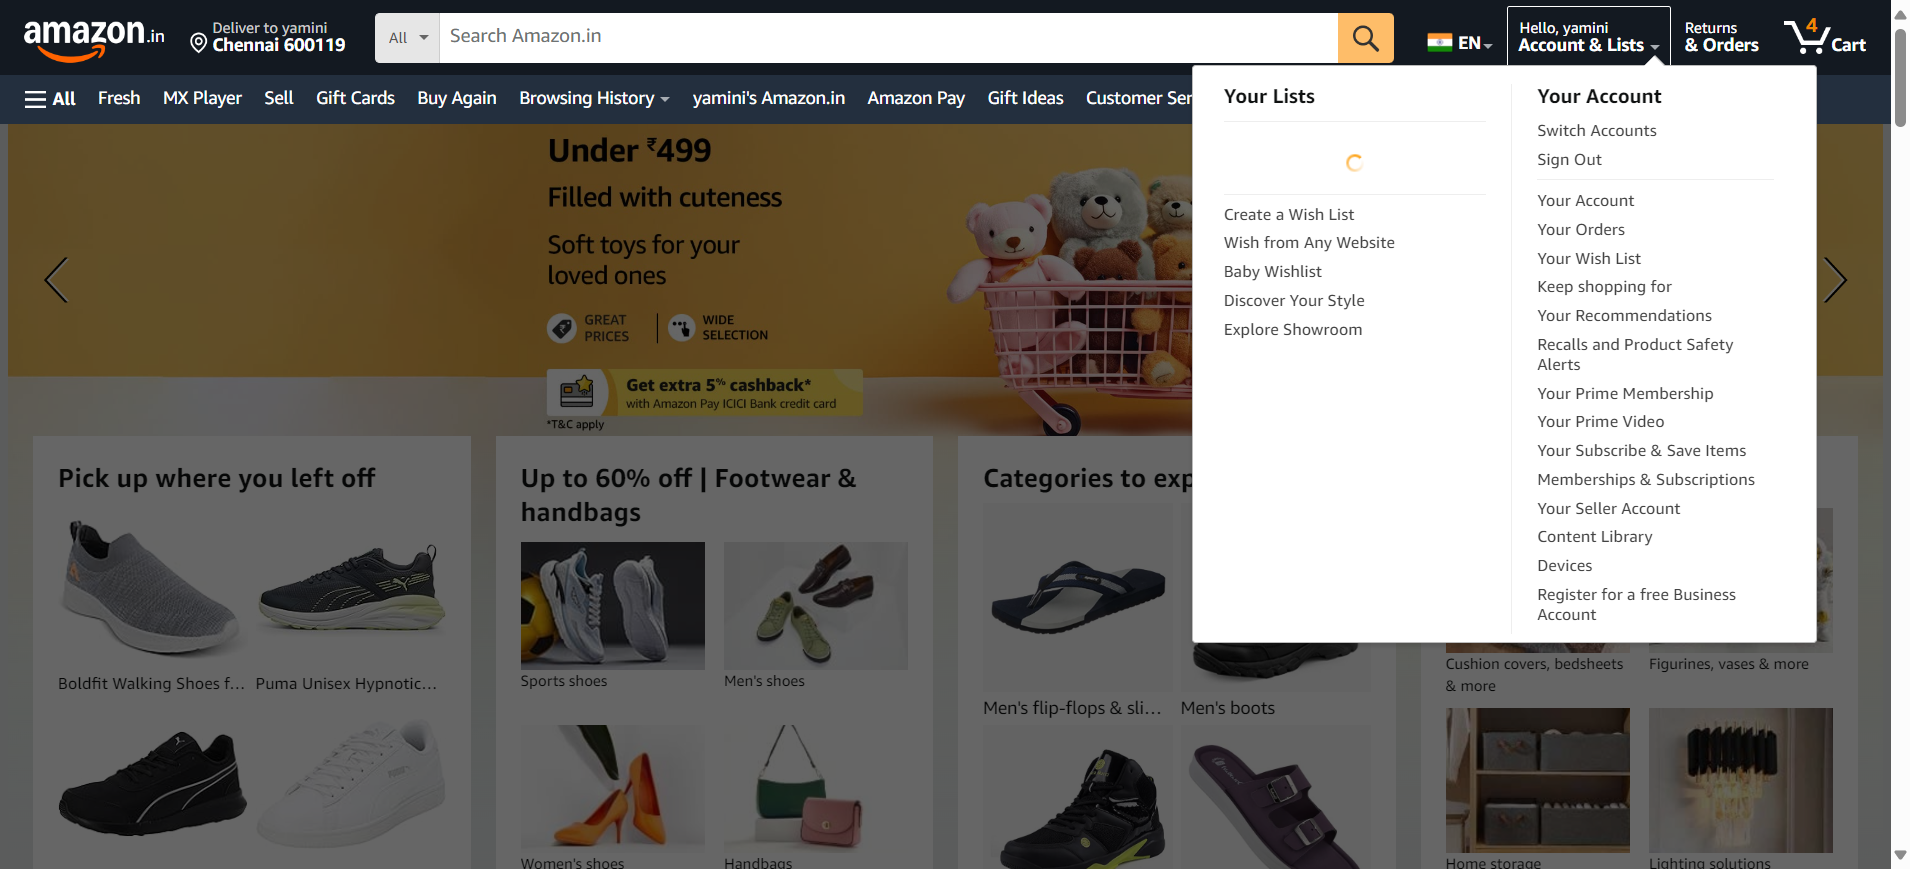 amazon.in
Deliver to yamini
Chennai 600119
All
Search Amazon.in
EN
Hello, yamini
Account & Lists
Returns
& Orders
4
Cart
All
Fresh
MX Player
Sell
Gift Cards
Buy Again
Browsing History
yamini's Amazon.in
Amazon Pay
Gift Ideas
Customer Ser
Your Lists
Create a Wish List
Wish from Any Website
Baby Wishlist
Discover Your Style
Explore Showroom
Your Account
Switch Accounts
Sign Out
Your Account
Your Orders
Your Wish List
Keep shopping for
Your Recommendations
Recalls and Product Safety
Alerts
Your Prime Membership
Your Prime Video
Your Subscribe & Save Items
Memberships & Subscriptions
Your Seller Account
Content Library
Devices
Register for a free Business
Account
Under ₹499
Filled with cuteness
Soft toys for your
loved ones
GREAT
PRICES
WIDE
SELECTION
Get extra 5% cashback*
with Amazon Pay ICICI Bank credit card
*T&C apply
Pick up where you left off
Boldfit Walking Shoes f...
Puma Unisex Hypnotic...
Up to 60% off | Footwear &
handbags
Sports shoes
Men's shoes
Women's shoes
Handbags
Categories to exp
Men's flip-flops & sli...
Men's boots
Cushion covers, bedsheets
& more
Figurines, vases & more
Home storage
Lighting solutions